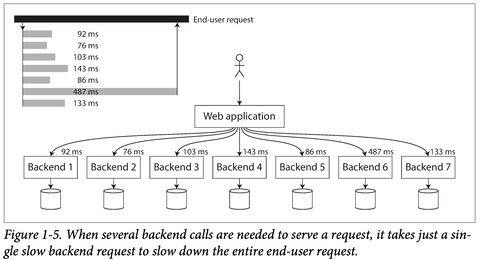 End-user request
92 ms
76 ms
103 ms
143 ms
86 ms
487 ms
133 ms
Web application
92 ms 76 ms 103 ms 143 ms 86 ms 487 ms 133 ms
Backend 1 Backend 2 Backend 3 Backend 4 Backend 5 Backend 6 Backend 7
Figure 1-5. When several backend calls are needed to serve a request, it takes just a sin-
gle slow backend request to slow down the entire end-user request.